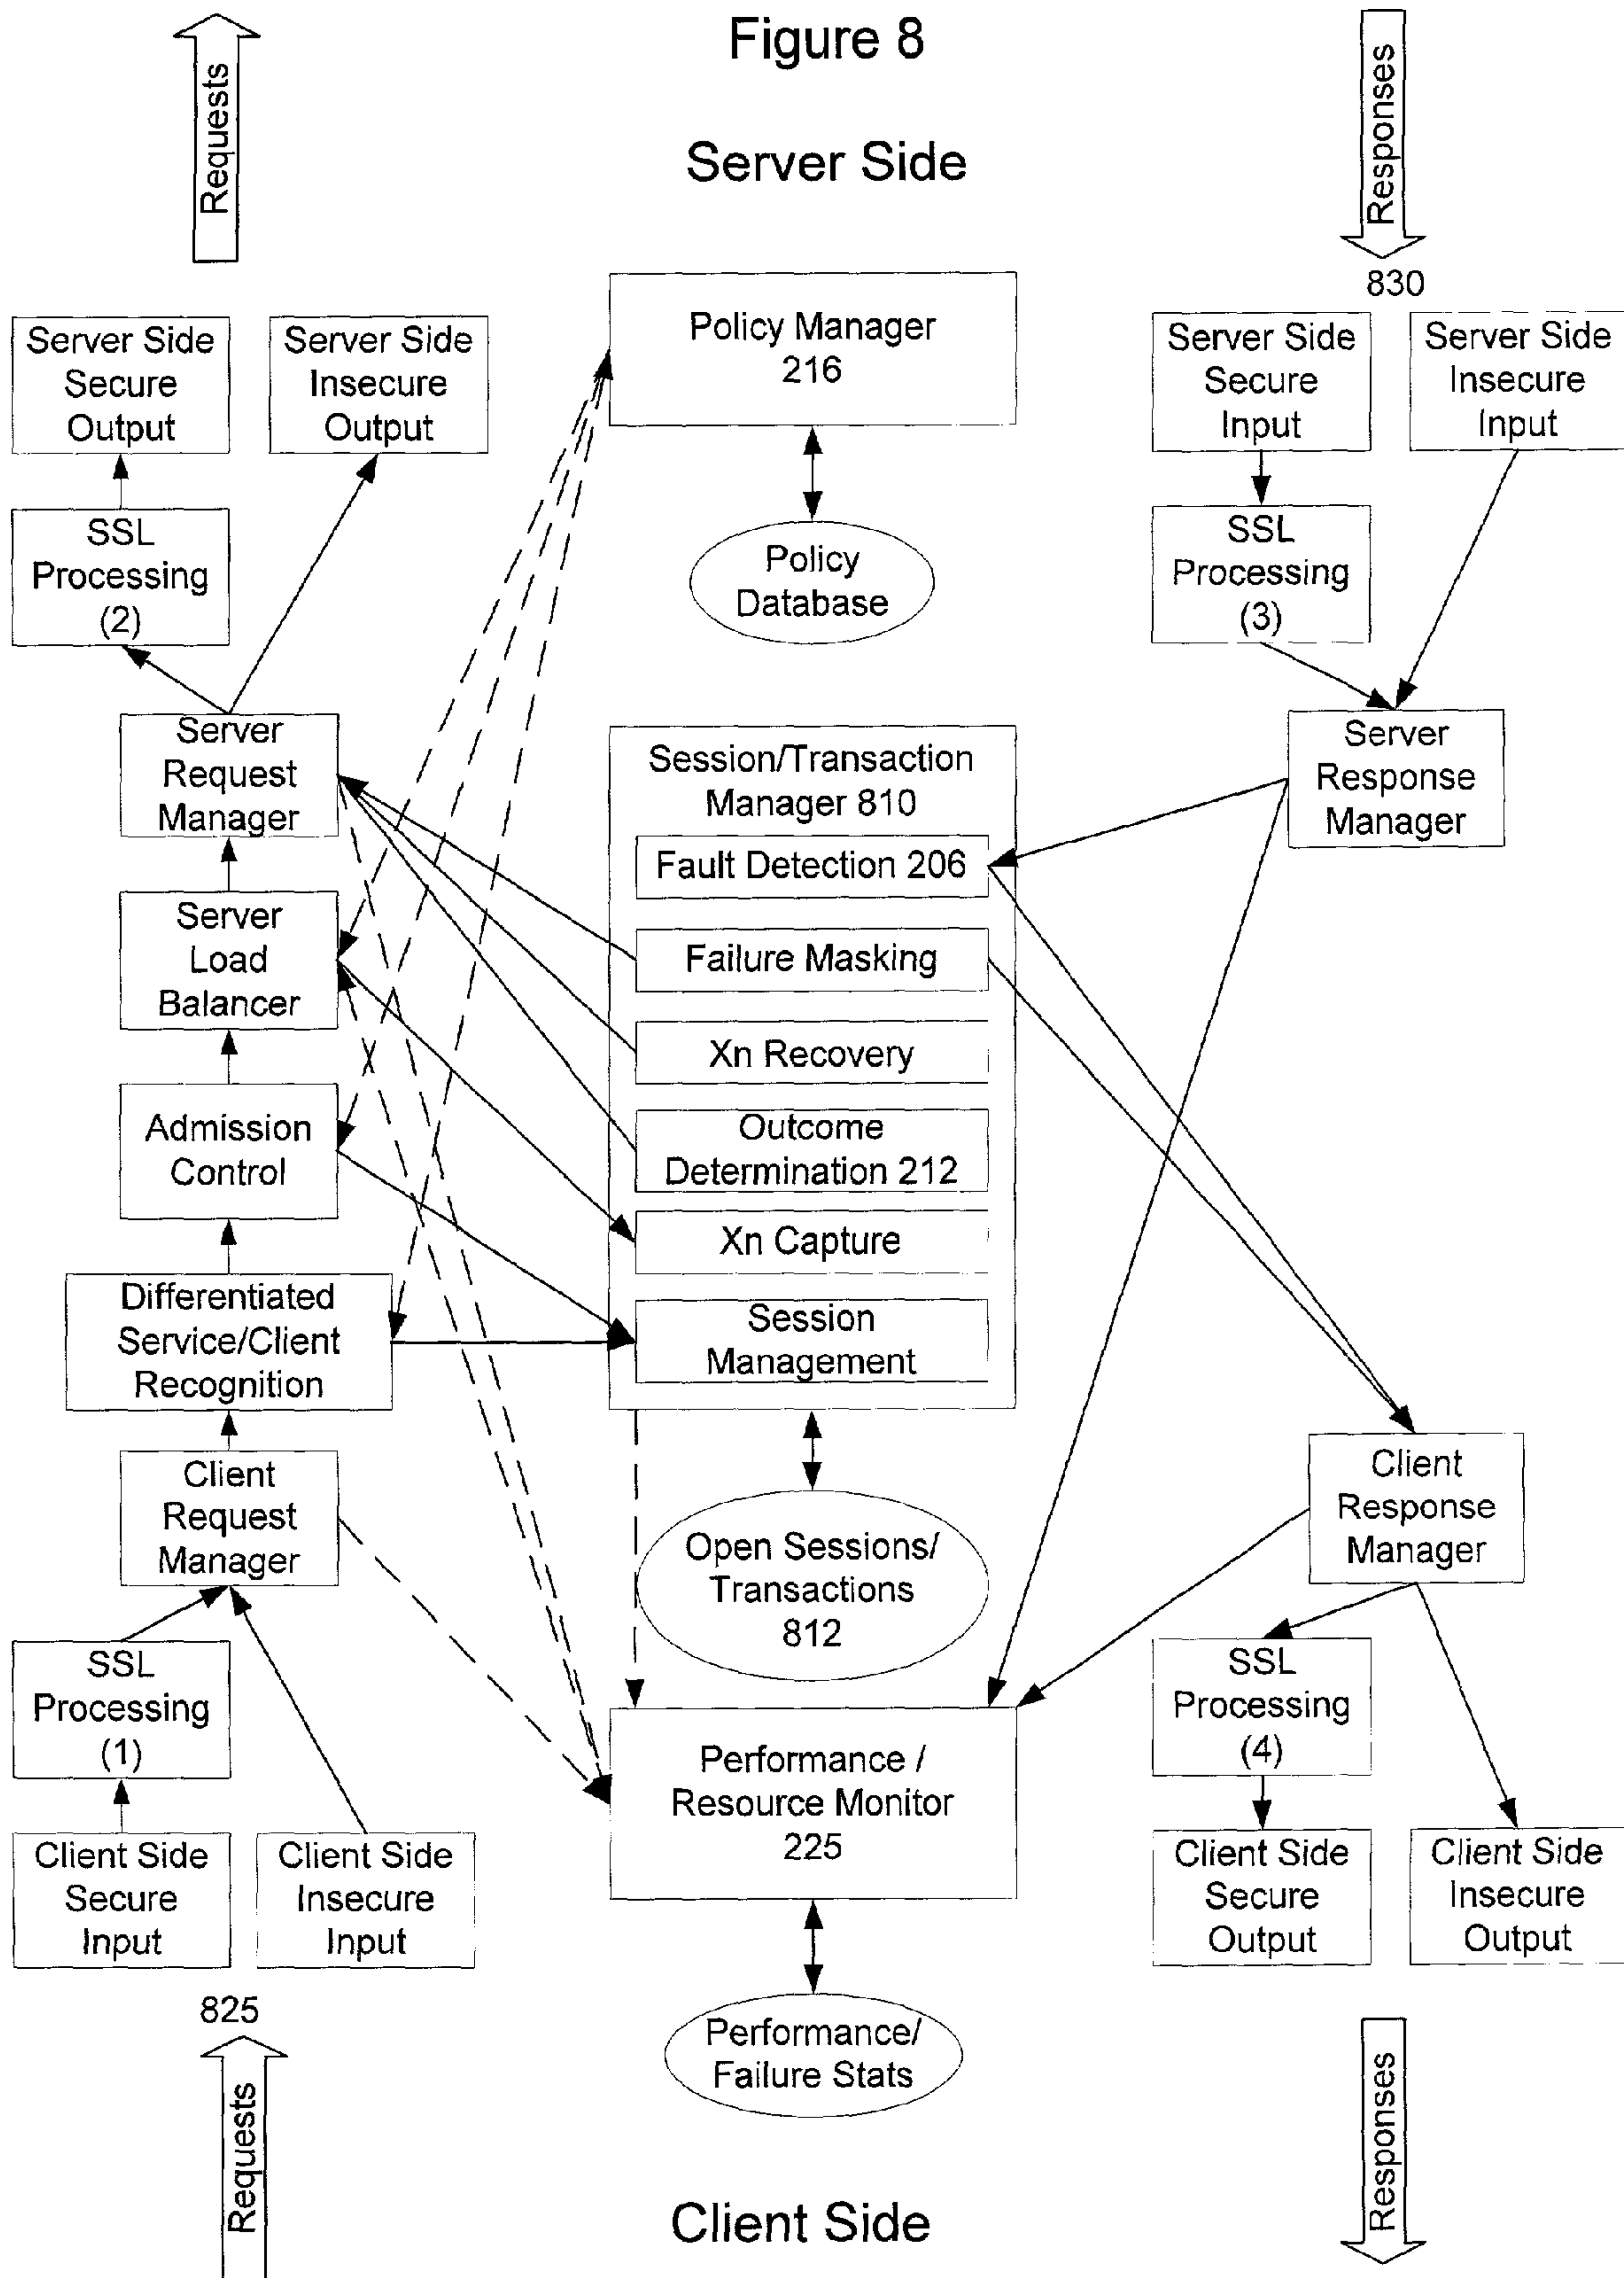 Figure 8
Server Side
Requests
Responses
830
Server Side
Secure
Output
Server Side
Insecure
Output
Policy Manager
216
Server Side
Secure
Input
Server Side
Insecure
Input
SSL
Processing
(2)
Policy
Database
SSL
Processing
(3)
Server
Request
Manager
Session/Transaction
Manager 810
Server
Response
Manager
Fault Detection 206
Server
Load
Balancer
Failure Masking
Xn Recovery
Admission
Control
Outcome
Determination 212
Xn Capture
Differentiated
Service/Client
Recognition
Session
Management
Client
Request
Manager
Open Sessions/
Transactions
812
Client
Response
Manager
SSL
Processing
(1)
Performance /
Resource Monitor
225
SSL
Processing
(4)
Client Side
Secure
Input
Client Side
Insecure
Input
Client Side
Secure
Output
Client Side
Insecure
Output
825
Requests
Performance/
Failure Stats
Responses
Client Side